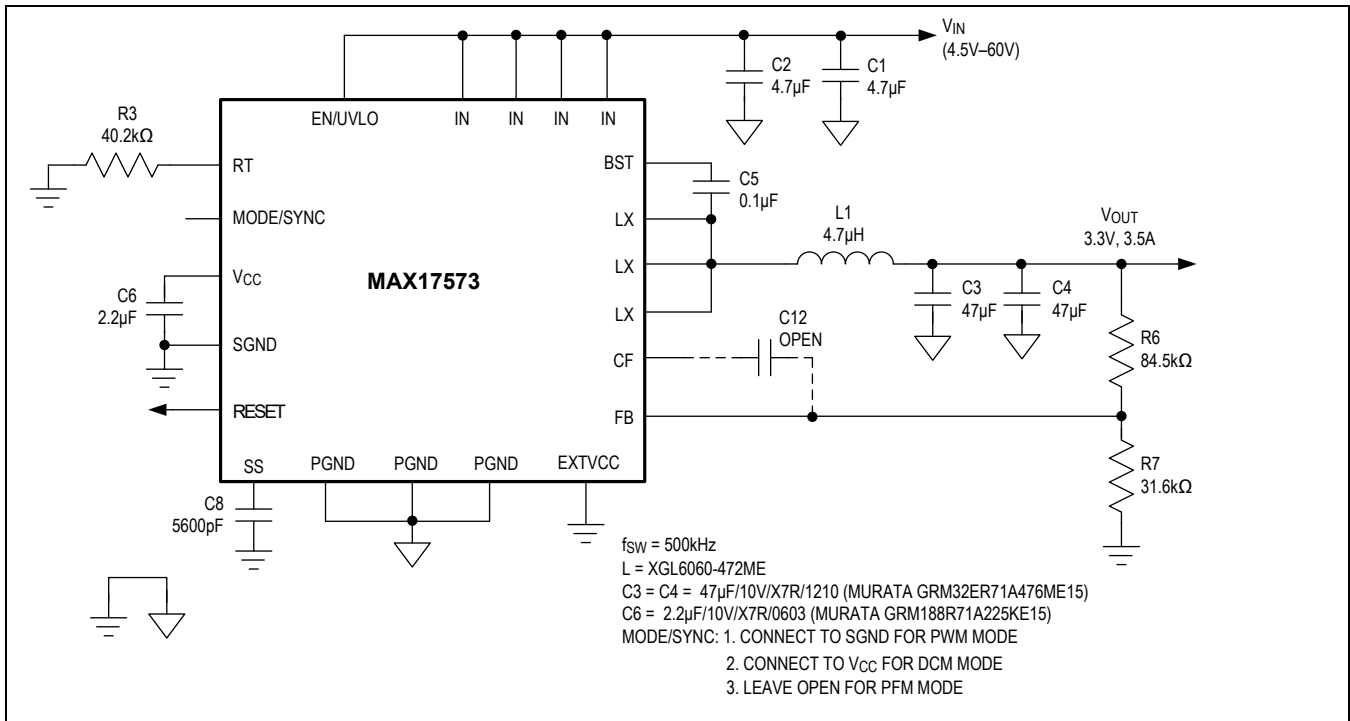 VIN
(4.5V–60V)
C2
4.7µF
C1
4.7µF
R3
40.2kΩ
EN/UVLO
IN
IN
IN
IN
RT
BST
C5
0.1µF
MODE/SYNC
LX
L1
4.7µH
VOUT
3.3V, 3.5A
VCC
MAX17573
LX
C6
2.2µF
C3
47µF
C4
47µF
LX
C12
OPEN
SGND
CF
R6
84.5kΩ
RESET
FB
SS
PGND
PGND
PGND
EXTVCC
R7
31.6kΩ
C8
5600pF
fSW = 500kHz
L = XGL6060-472ME
C3 = C4 = 47µF/10V/X7R/1210 (MURATA GRM32ER71A476ME15)
C6 = 2.2µF/10V/X7R/0603 (MURATA GRM188R71A225KE15)
MODE/SYNC: 1. CONNECT TO SGND FOR PWM MODE
2. CONNECT TO VCC FOR DCM MODE
3. LEAVE OPEN FOR PFM MODE